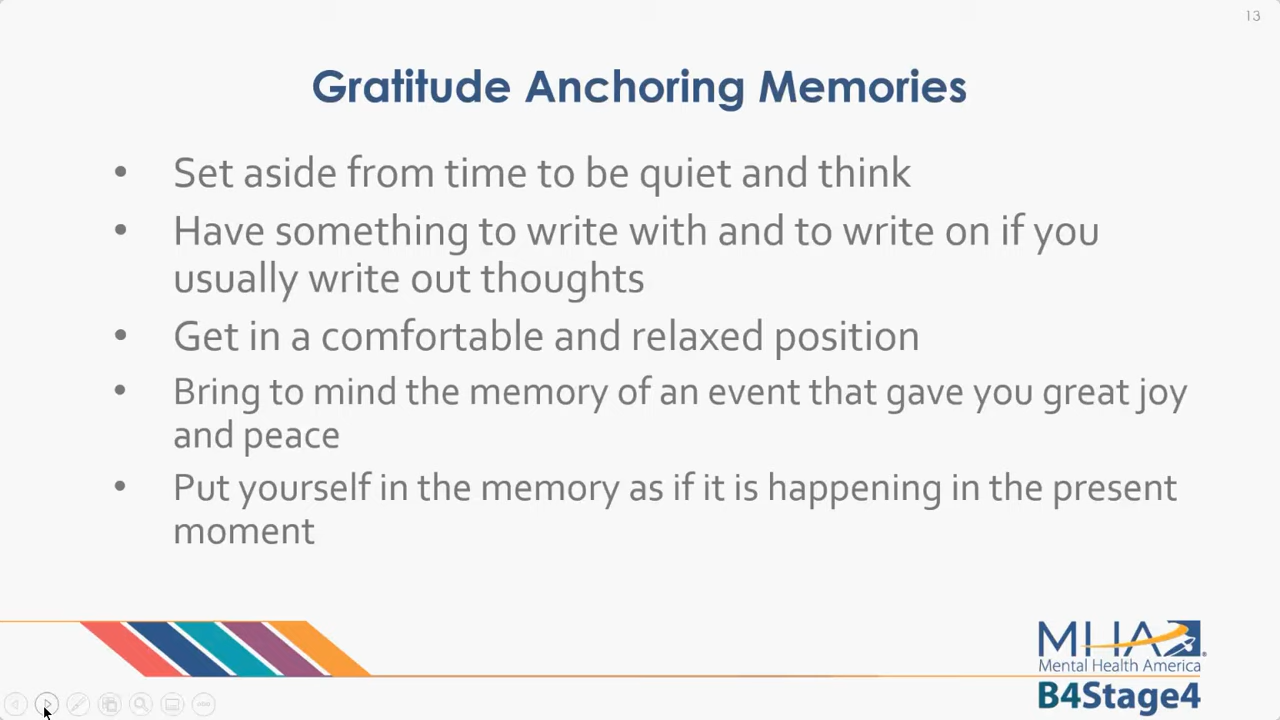 13
Gratitude Anchoring Memories
• Set aside from time to be quiet and think
• Have something to write with and to write on if you
usually write out thoughts
• Get in a comfortable and relaxed position
• Bring to mind the memory of an event that gave you great joy
and peace
• Put yourself in the memory as if it is happening in the present
moment
MHA®
Mental Health America
B4Stage4